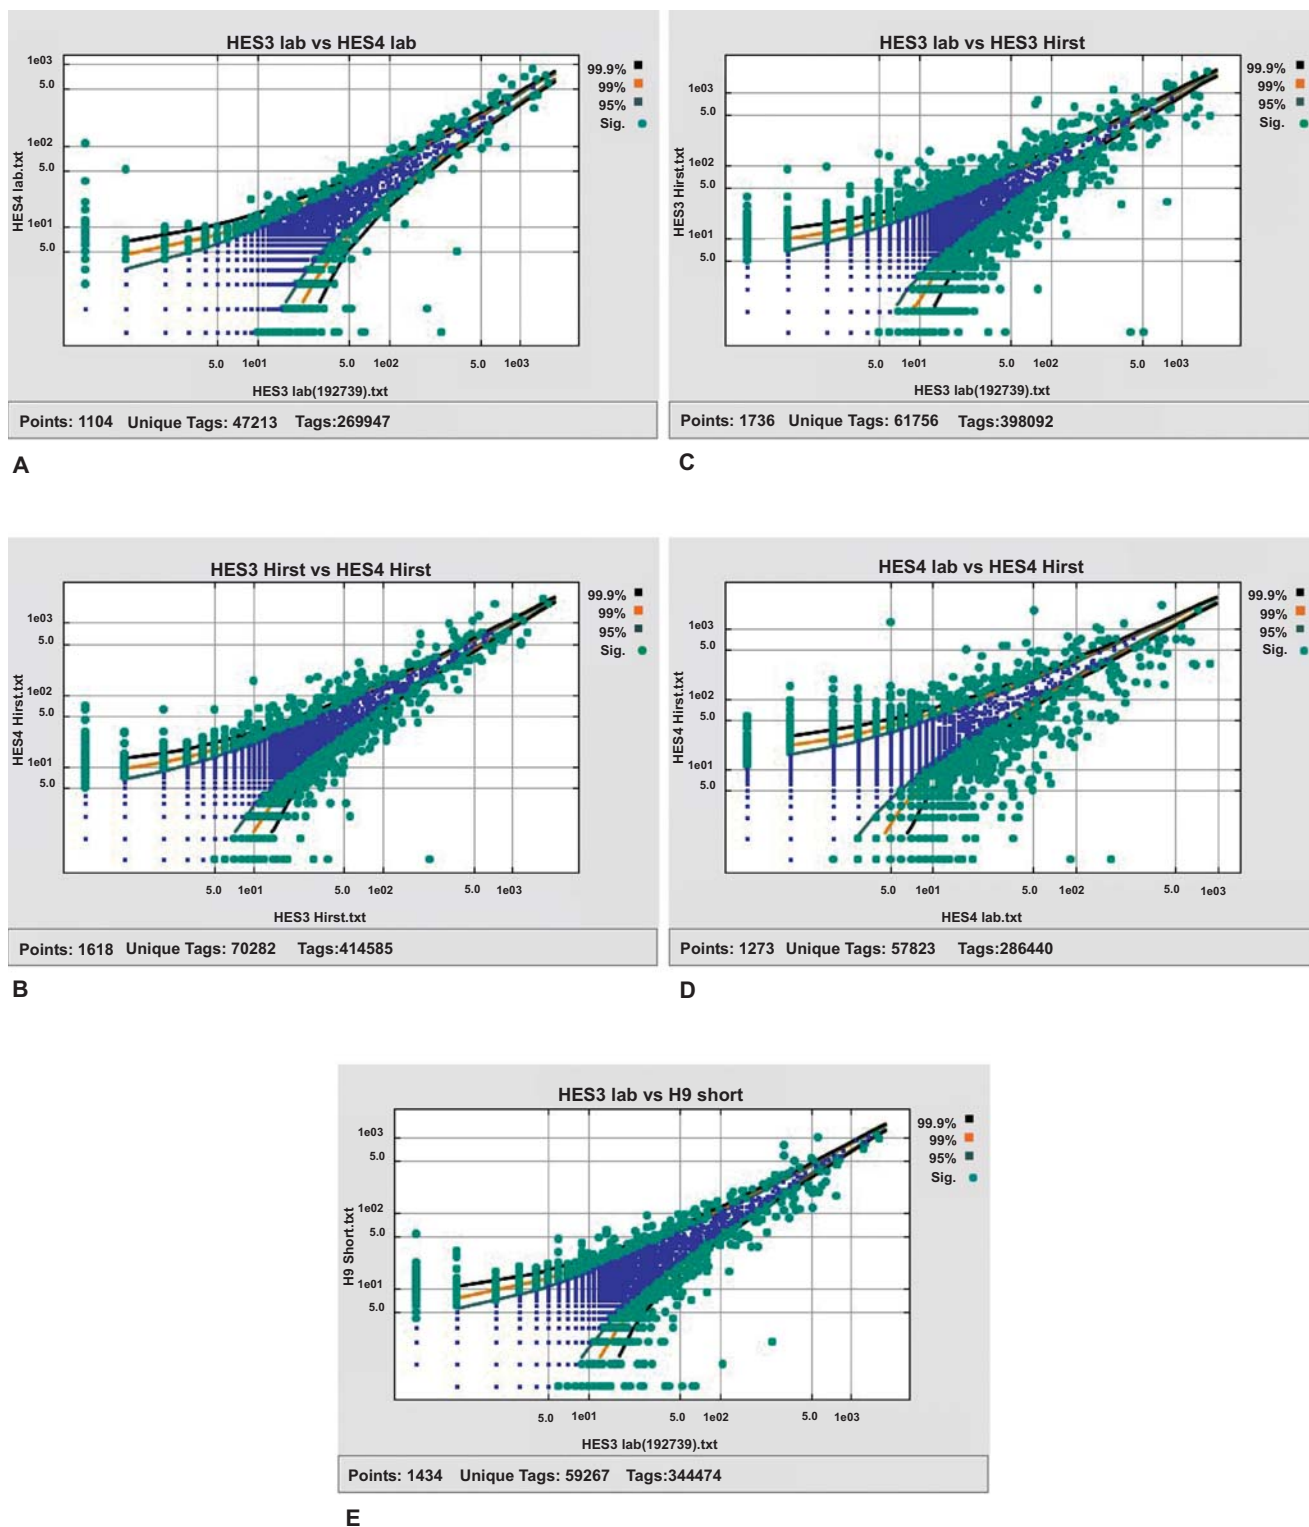 HES3 lab vs HES4 lab
99.9%
99%
95%
Sig.
1e03
5.0
1e02
5.0
1e01
5.0
HES4 lab.txt
5.0 1e01 5.0 1e02 5.0 1e03
HES3 lab(192739).txt
Points: 1104 Unique Tags: 47213 Tags:269947
A
HES3 lab vs HES3 Hirst
99.9%
99%
95%
Sig.
1e03
5.0
1e02
5.0
1e01
5.0
HES3 Hirst.txt
5.0 1e01 5.0 1e02 5.0 1e03
HES3 lab(192739).txt
Points: 1736 Unique Tags: 61756 Tags:398092
C
HES3 Hirst vs HES4 Hirst
99.9%
99%
95%
Sig.
1e03
5.0
1e02
5.0
1e01
5.0
HES4 Hirst.txt
5.0 1e01 5.0 1e02 5.0 1e03
HES3 Hirst.txt
Points: 1618 Unique Tags: 70282 Tags:414585
B
HES4 lab vs HES4 Hirst
99.9%
99%
95%
Sig.
1e03
5.0
1e02
5.0
1e01
5.0
HES4 Hirst.txt
5.0 1e01 5.0 1e02 5.0 1e03
HES4 lab.txt
Points: 1273 Unique Tags: 57823 Tags:286440
D
HES3 lab vs H9 short
99.9%
99%
95%
Sig.
1e03
5.0
1e02
5.0
1e01
5.0
H9 Short.txt
5.0 1e01 5.0 1e02 5.0 1e03
HES3 lab(192739).txt
Points: 1434 Unique Tags: 59267 Tags:344474
E